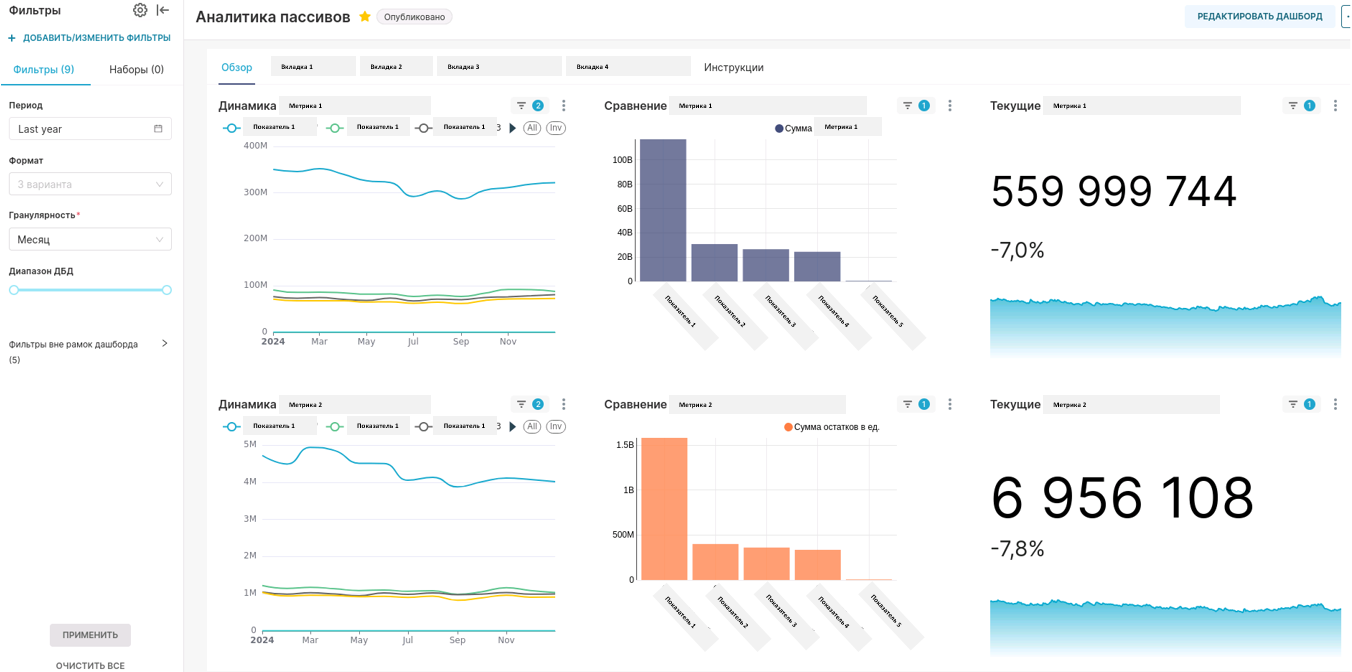 Фильтры
+ ДОБАВИТЬ/ИЗМЕНИТЬ ФИЛЬТРЫ
Фильтры (9) Наборы (0)
Период
Last year
Формат
3 варианта
Гранулярность*
Месяц
Диапазон ДБД
Фильтры вне рамок дашборда
(5)
ПРИМЕНИТЬ
ОЧИСТИТЬ ВСЕ
Аналитика пассивов Опубликовано РЕДАКТИРОВАТЬ ДАШБОРД
Обзор Вкладка 1 Вкладка 2 Вкладка 3 Вкладка 4 Инструкции
Динамика Метрика 1 2
Показатель 1 Показатель 1 Показатель 1 3 All Inv
400M
300M
200M
100M
0
2024 Mar May Jul Sep Nov
Сравнение Метрика 1 1
Сумма Метрика 1
100B
80B
60B
40B
20B
0
Показатель 1 Показатель 2 Показатель 3 Показатель 4 Показатель 5
Текущие Метрика 1 1
559 999 744
-7,0%
Динамика Метрика 2 2
Показатель 1 Показатель 1 Показатель 1 3 All Inv
5M
4M
3M
2M
1M
0
2024 Mar May Jul Sep Nov
Сравнение Метрика 2 1
Сумма остатков в ед.
1.5B
1B
500M
0
Показатель 1 Показатель 2 Показатель 3 Показатель 4 Показатель 5
Текущие Метрика 2 1
6 956 108
-7,8%